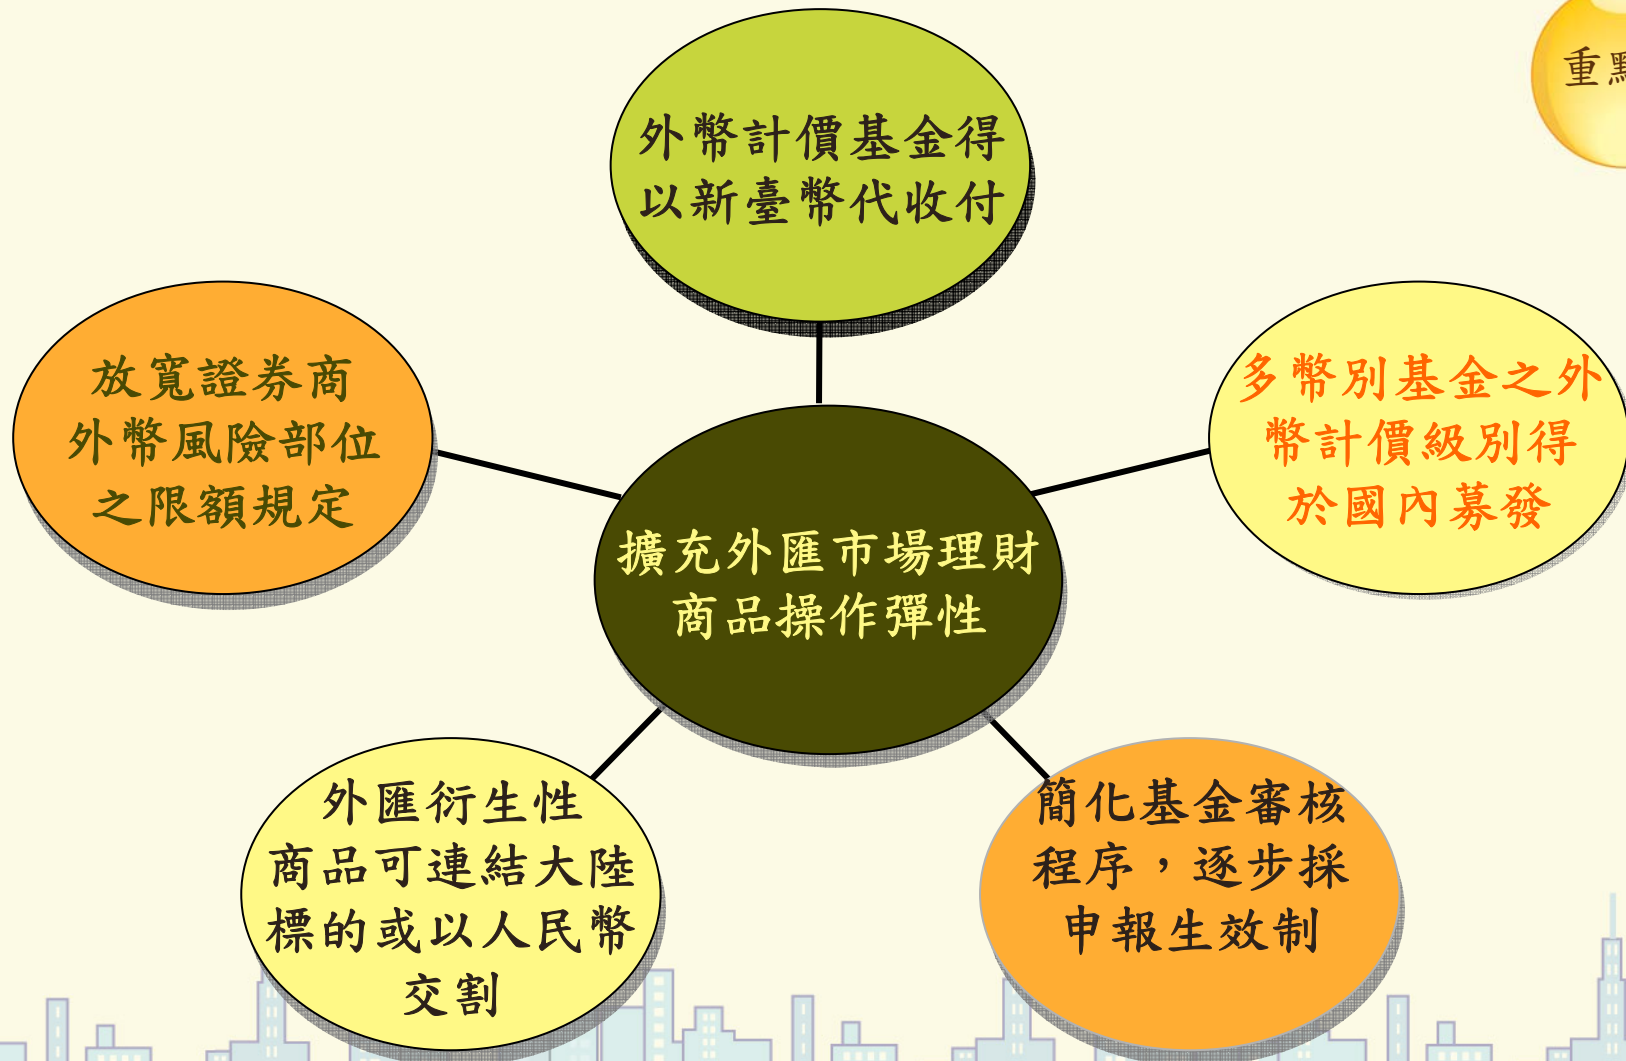 重點
外幣計價基金得
以新臺幣代收付
放寬證券商
外幣風險部位
之限額規定
多幣別基金之外
幣計價級別得
於國內募發
擴充外匯市場理財
商品操作彈性
外匯衍生性
商品可連結大陸
標的或以人民幣
交割
簡化基金審核
程序，逐步採
申報生效制